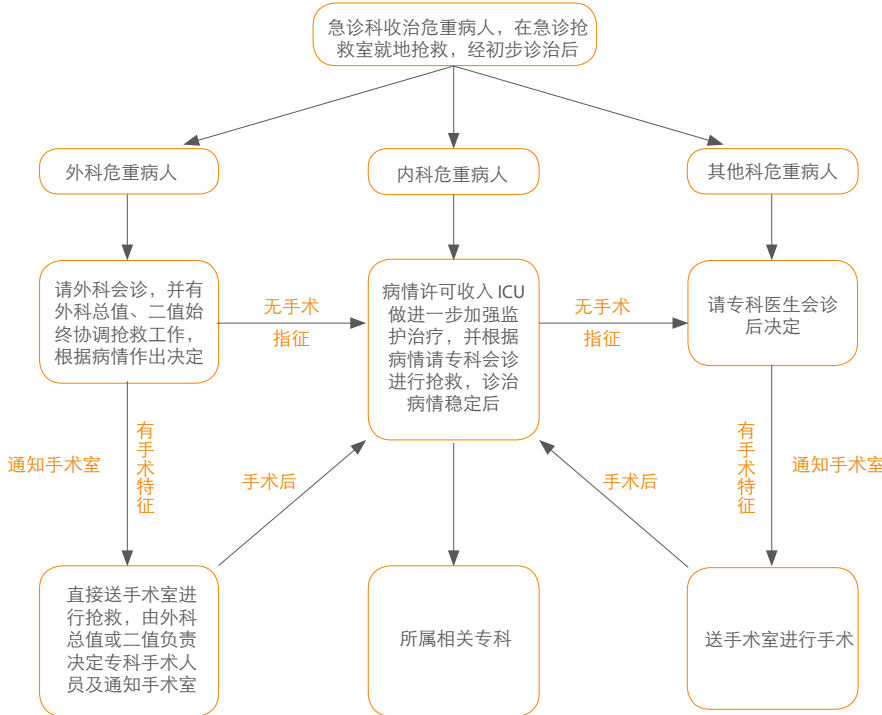 急诊科收治危重病人，在急诊抢
救室就地抢救，经初步诊治后
外科危重病人
内科危重病人
其他科危重病人
请外科会诊，并有
外科总值、二值始
终协调抢救工作，
根据病情作出决定
无手术
指征
病情许可收入 ICU
做进一步加强监
护治疗，并根据
病情请专科会诊
进行抢救，诊治
病情稳定后
无手术
指征
请专科医生会诊
后决定
通知手术室
有手术特征
手术后
手术后
有手术特征
通知手术室
直接送手术室进
行抢救，由外科
总值或二值负责
决定专科手术人
员及通知手术室
所属相关专科
送手术室进行手术